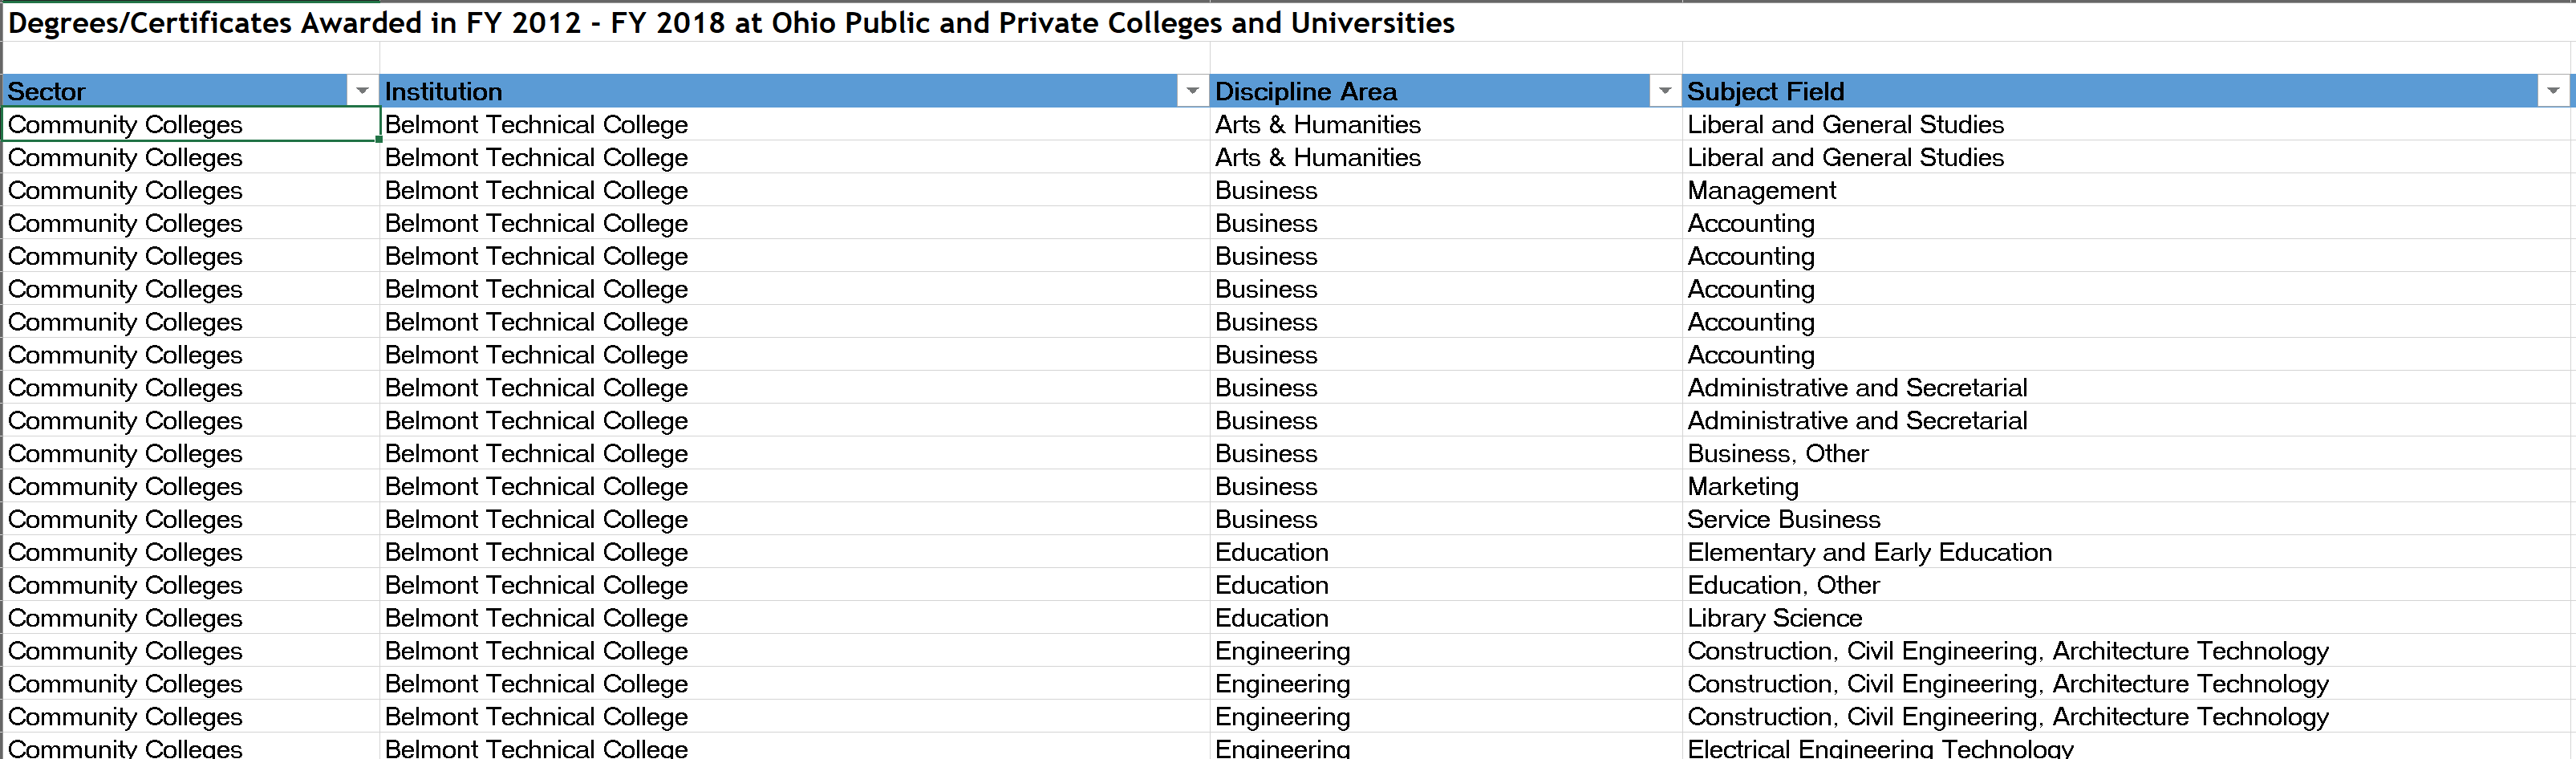 Degrees/Certificates Awarded in FY 2012 - FY 2018 at Ohio Public and Private Colleges and Universities
Sector Institution Discipline Area Subject Field
Community Colleges Belmont Technical College Arts & Humanities Liberal and General Studies
Community Colleges Belmont Technical College Arts & Humanities Liberal and General Studies
Community Colleges Belmont Technical College Business Management
Community Colleges Belmont Technical College Business Accounting
Community Colleges Belmont Technical College Business Accounting
Community Colleges Belmont Technical College Business Accounting
Community Colleges Belmont Technical College Business Accounting
Community Colleges Belmont Technical College Business Accounting
Community Colleges Belmont Technical College Business Administrative and Secretarial
Community Colleges Belmont Technical College Business Administrative and Secretarial
Community Colleges Belmont Technical College Business Business, Other
Community Colleges Belmont Technical College Business Marketing
Community Colleges Belmont Technical College Business Service Business
Community Colleges Belmont Technical College Education Elementary and Early Education
Community Colleges Belmont Technical College Education Education, Other
Community Colleges Belmont Technical College Education Library Science
Community Colleges Belmont Technical College Engineering Construction, Civil Engineering, Architecture Technology
Community Colleges Belmont Technical College Engineering Construction, Civil Engineering, Architecture Technology
Community Colleges Belmont Technical College Engineering Construction, Civil Engineering, Architecture Technology
Community Colleges Belmont Technical College Engineering Electrical Engineering Technology